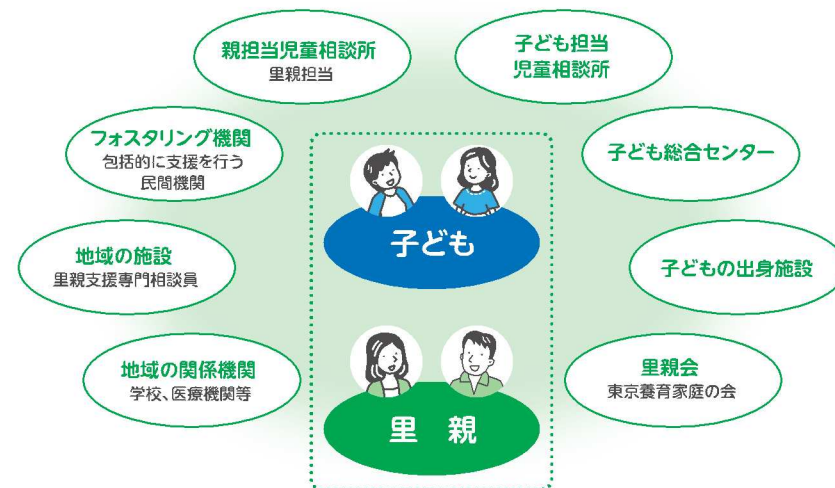 親担当児童相談所
里親担当
子ども担当
児童相談所
フォスタリング機関
包括的に支援を行う
民間機関
子ども総合センター
子ども
地域の施設
里親支援専門相談員
子どもの出身施設
地域の関係機関
学校、医療機関等
里親会
東京養育家庭の会
里 親